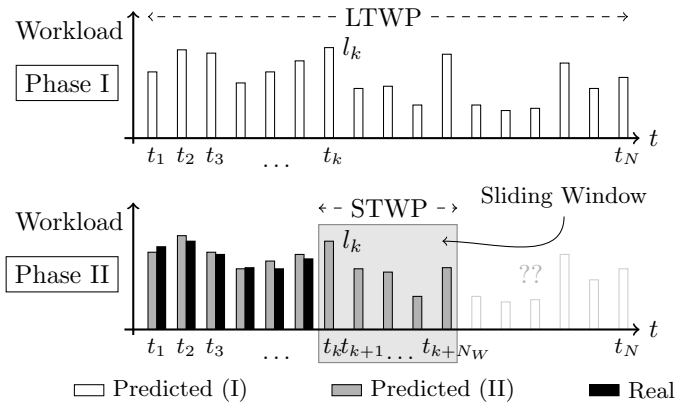 LTWP
Workload
l_k
Phase I
t
t_1 t_2 t_3 ... t_k t_N
STWP
Sliding Window
Workload
l_k
Phase II
??
t
t_1 t_2 t_3 ... t_k t_{k+1} ... t_{k+N_W} t_N
Predicted (I) Predicted (II) Real